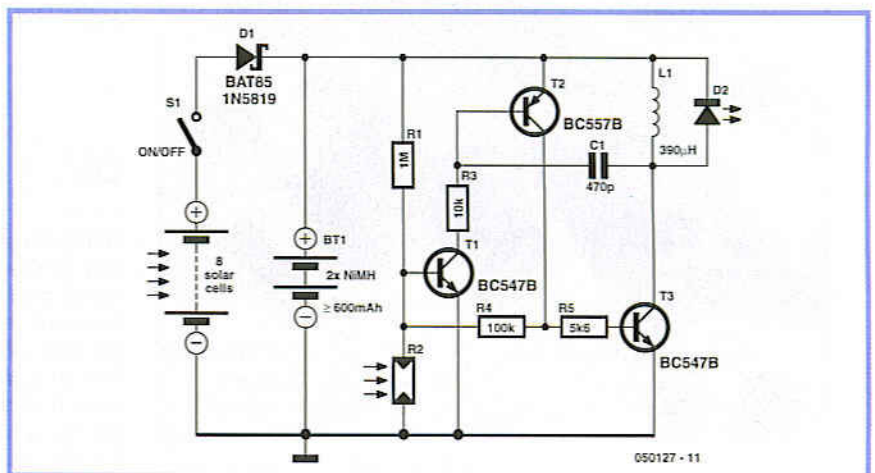 D1
BAT85
1N5819
S1
ON/OFF
+
8
solar
cells
−
+
BT1
2x NiMH
≥ 600mAh
−
R1
1M
R2
R3
10k
T1
BC547B
R4
100k
R5
5k6
T2
BC557B
C1
470p
L1
390µH
D2
T3
BC547B
050127 - 11